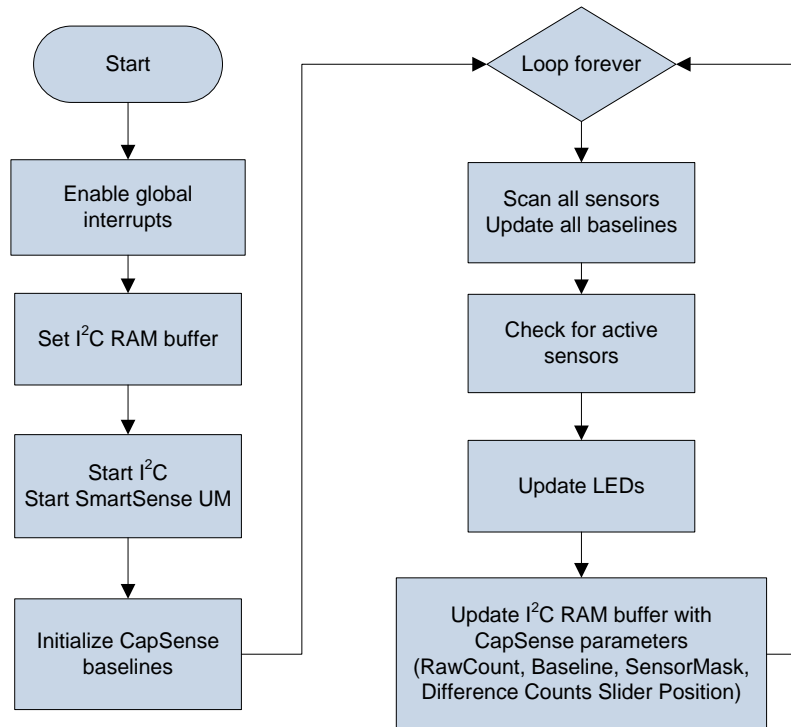 Start
Enable global
interrupts
Set I²C RAM buffer
Start I²C
Start SmartSense UM
Initialize CapSense
baselines
Loop forever
Scan all sensors
Update all baselines
Check for active
sensors
Update LEDs
Update I²C RAM buffer with
CapSense parameters
(RawCount, Baseline, SensorMask,
Difference Counts Slider Position)